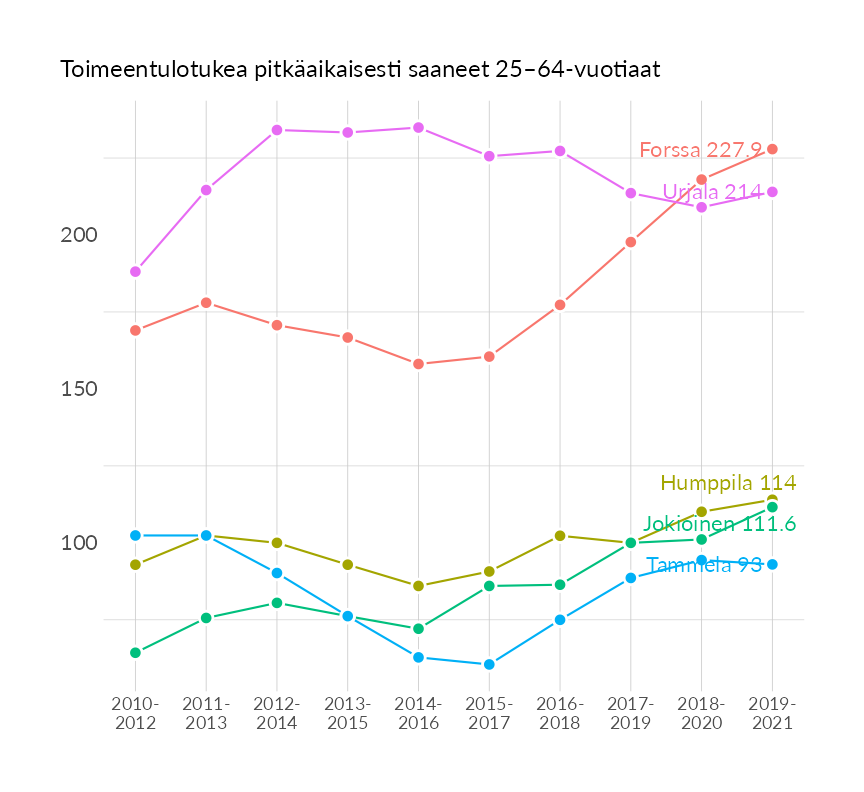 Toimeentulotukea pitkäaikaisesti saaneet 25–64-vuotiaat
Forssa 227.9
Urjala 214
200
150
Humppila 114
Jokioinen 111.6
100
Tammela 93
2010- 2011- 2012- 2013- 2014- 2015- 2016- 2017- 2018- 2019-
2012 2013 2014 2015 2016 2017 2018 2019 2020 2021